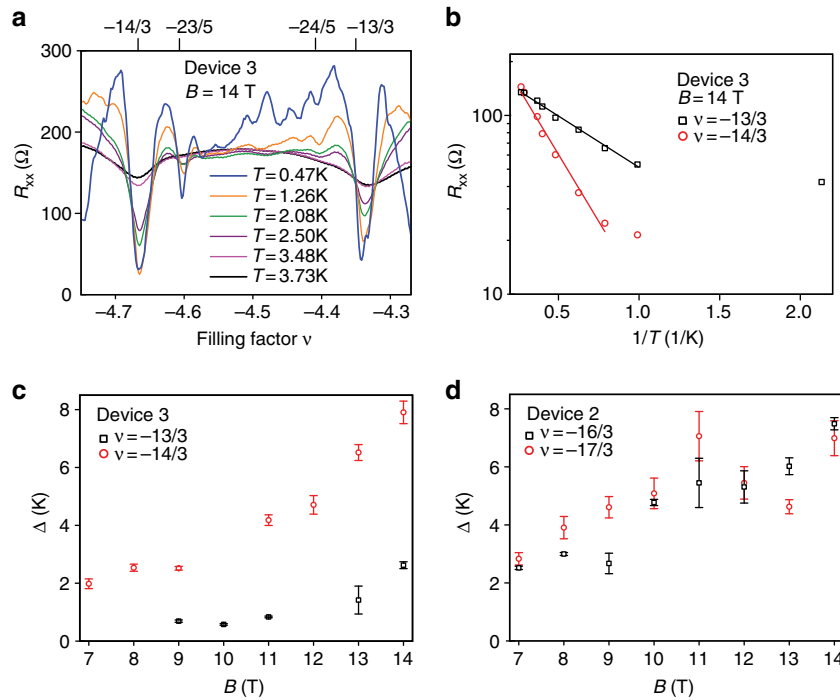 a
−14/3 −23/5 −24/5 −13/3
300
200
100
0
Rxx (Ω)
Device 3
B = 14 T
T = 0.47K
T = 1.26K
T = 2.08K
T = 2.50K
T = 3.48K
T = 3.73K
−4.7 −4.6 −4.5 −4.4 −4.3
Filling factor ν
b
100
10
Rxx (Ω)
Device 3
B = 14 T
ν = −13/3
ν = −14/3
0.5 1.0 1.5 2.0
1/T (1/K)
c
8
6
4
2
0
Δ (K)
Device 3
ν = −13/3
ν = −14/3
7 8 9 10 11 12 13 14
B (T)
d
8
6
4
2
0
Δ (K)
Device 2
ν = −16/3
ν = −17/3
7 8 9 10 11 12 13 14
B (T)